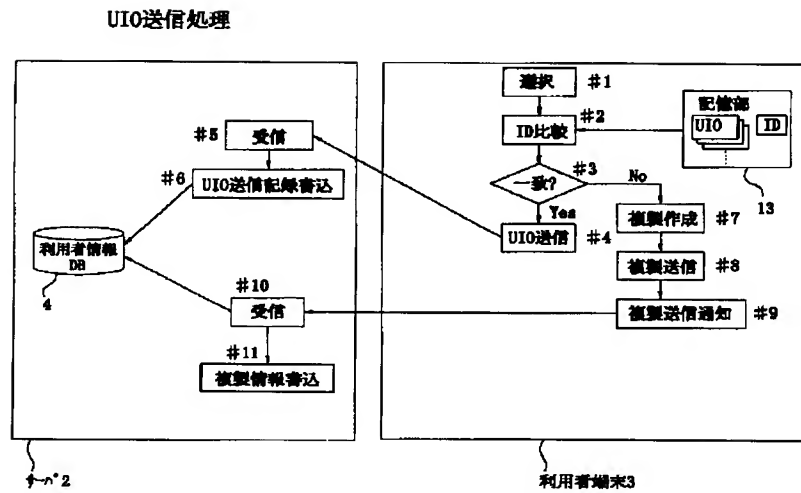 UIO送信処理
選択 #1
#2
ID比較
記憶部
UIO ID
13
#3
一致?
No
Yes
UIO送信 #4
複製作成 #7
複製送信 #8
複製送信通知 #9
#5 受信
#6
UIO送信記録書込
利用者情報
DB
4
#10
受信
#11
複製情報書込
サーバ2
利用者端末3